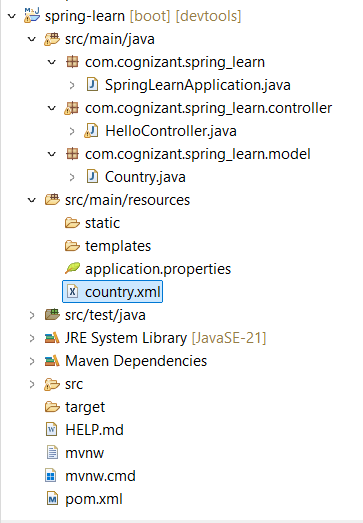 spring-learn [boot] [devtools]
src/main/java
com.cognizant.spring_learn
SpringLearnApplication.java
com.cognizant.spring_learn.controller
HelloController.java
com.cognizant.spring_learn.model
Country.java
src/main/resources
static
templates
application.properties
country.xml
src/test/java
JRE System Library [JavaSE-21]
Maven Dependencies
src
target
HELP.md
mvnw
mvnw.cmd
pom.xml